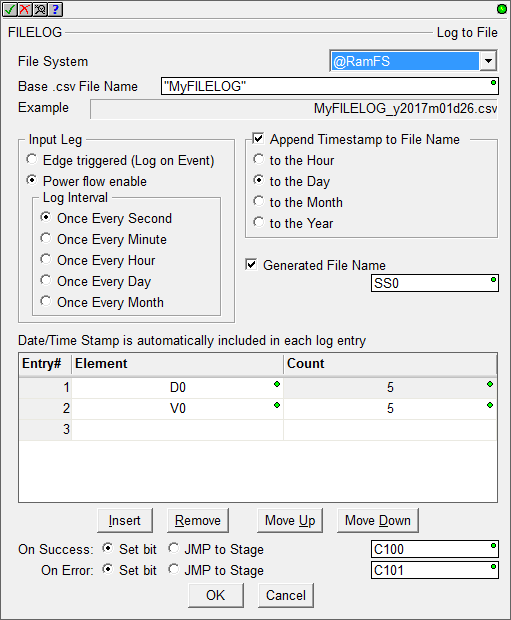 FILELOG Log to File
File System @RamFS
Base .csv File Name "MyFILELOG"
Example MyFILELOG_y2017m01d26.csv
Input Leg
Edge triggered (Log on Event)
Power flow enable
Log Interval
Once Every Second
Once Every Minute
Once Every Hour
Once Every Day
Once Every Month
Append Timestamp to File Name
to the Hour
to the Day
to the Month
to the Year
Generated File Name
SS0
Date/Time Stamp is automatically included in each log entry
Entry# Element Count
1 D0 5
2 V0 5
3
Insert Remove Move Up Move Down
On Success: Set bit JMP to Stage C100
On Error: Set bit JMP to Stage C101
OK Cancel